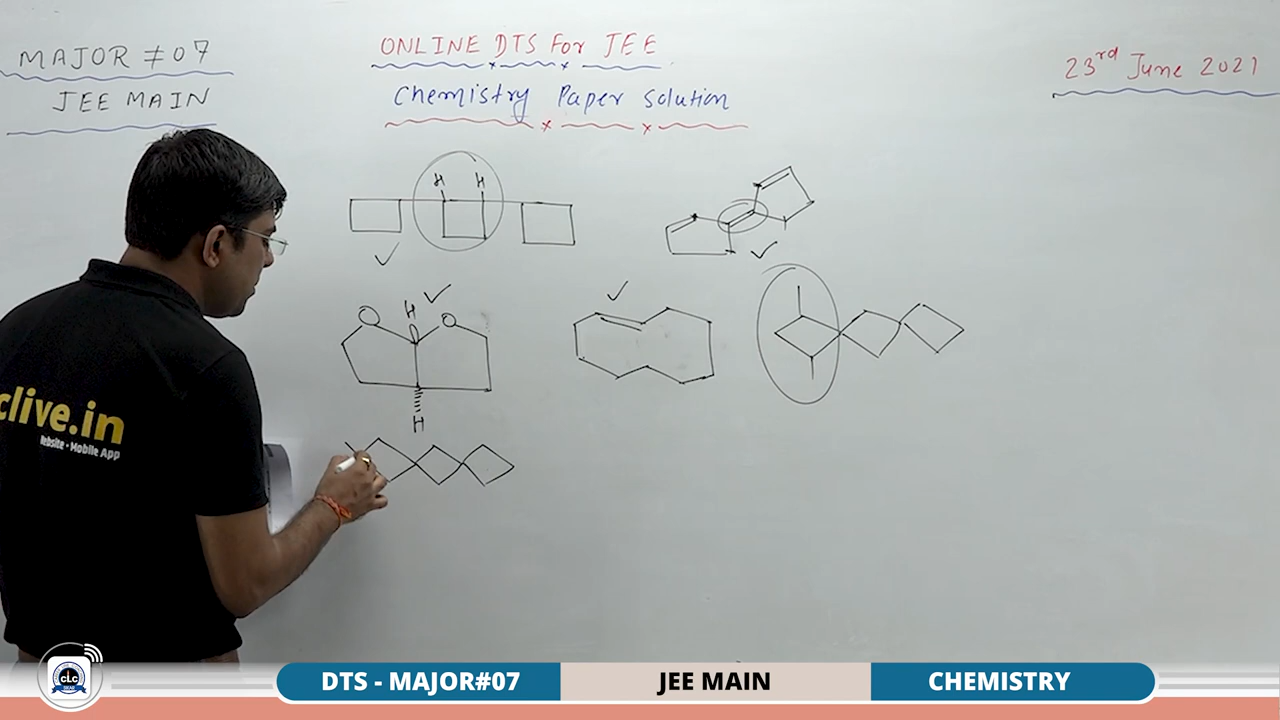 MAJOR # 07
JEE MAIN
ONLINE DTS For JEE
Chemistry Paper Solution
23rd June 2021
H H
O H O
H
clive.in
Website - Mobile App
CLC
DTS - MAJOR#07
JEE MAIN
CHEMISTRY